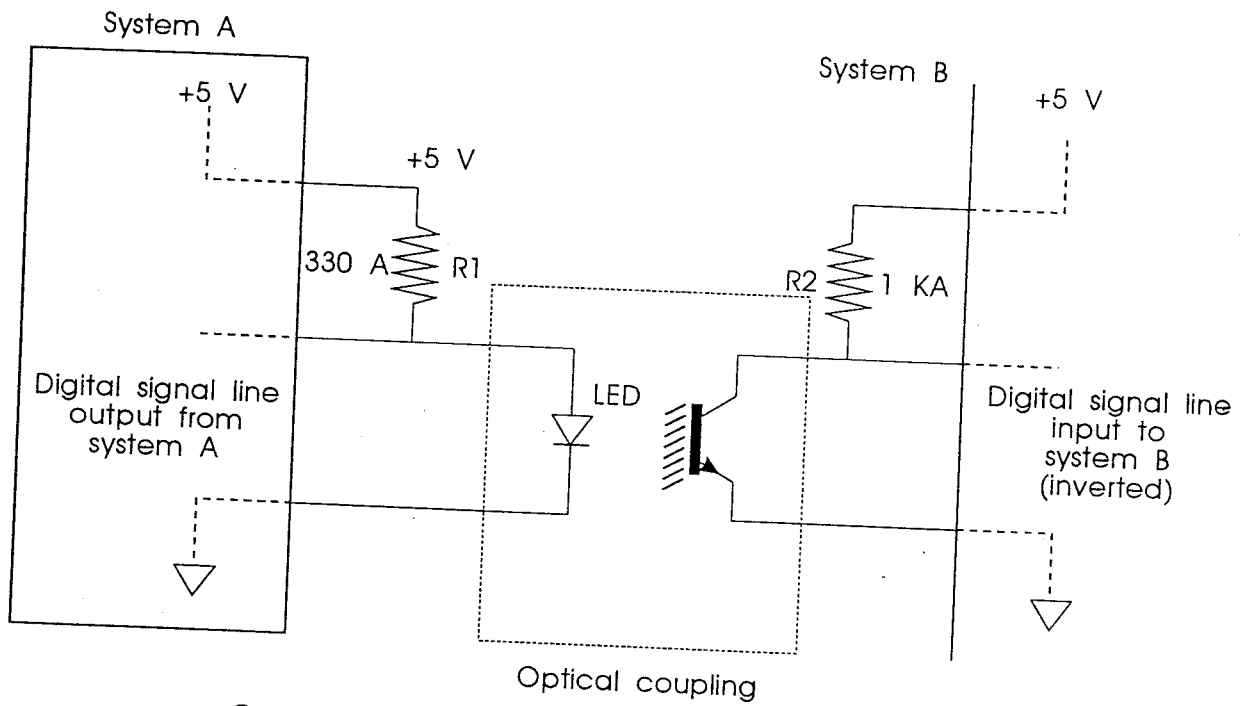 System A
System B
+5 V
+5 V
+5 V
330 A
R1
R2
1 KA
LED
Digital signal line
output from
system A
Digital signal line
input to
system B
(inverted)
Optical coupling